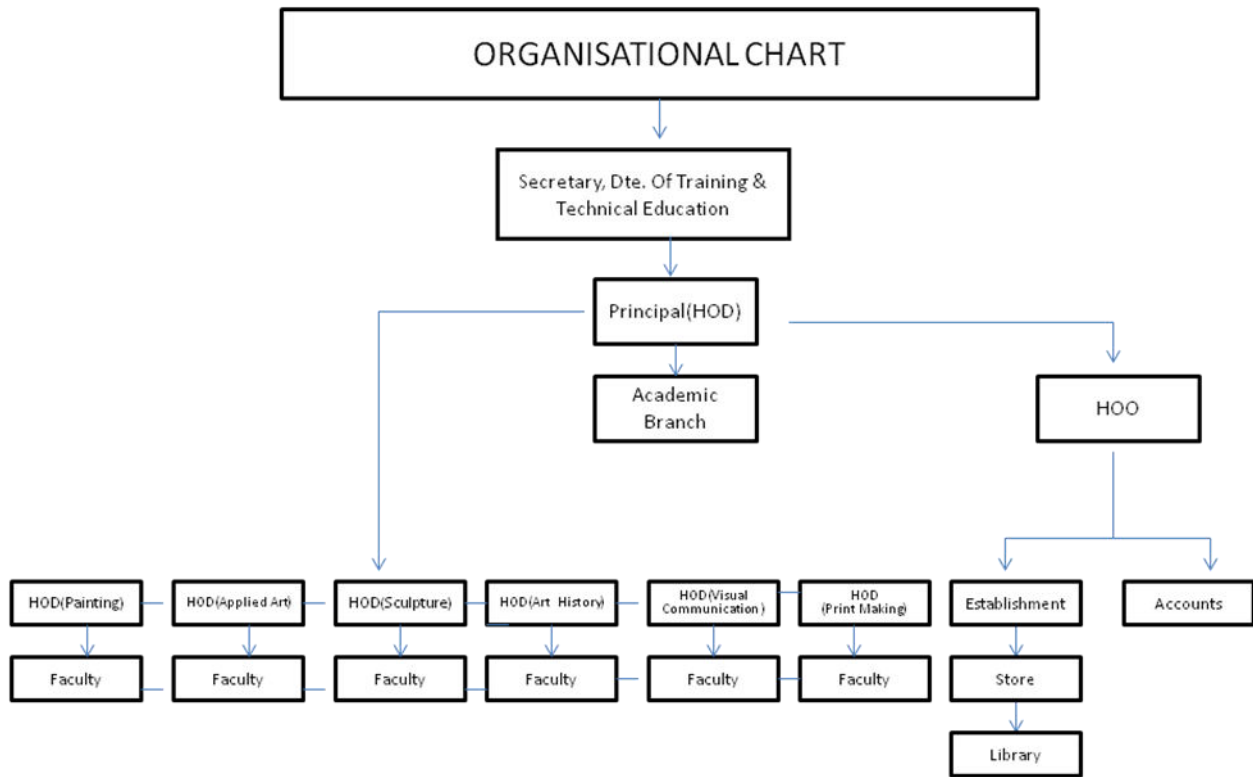 ORGANISATIONAL CHART
Secretary, Dte. Of Training &
Technical Education
Principal(HOD)
Academic
Branch
HOO
HOD(Painting)
HOD(Applied Art)
HOD(Sculpture)
HOD(Art History)
HOD(Visual
Communication)
HOD
(Print Making)
Establishment
Accounts
Faculty
Faculty
Faculty
Faculty
Faculty
Faculty
Store
Library